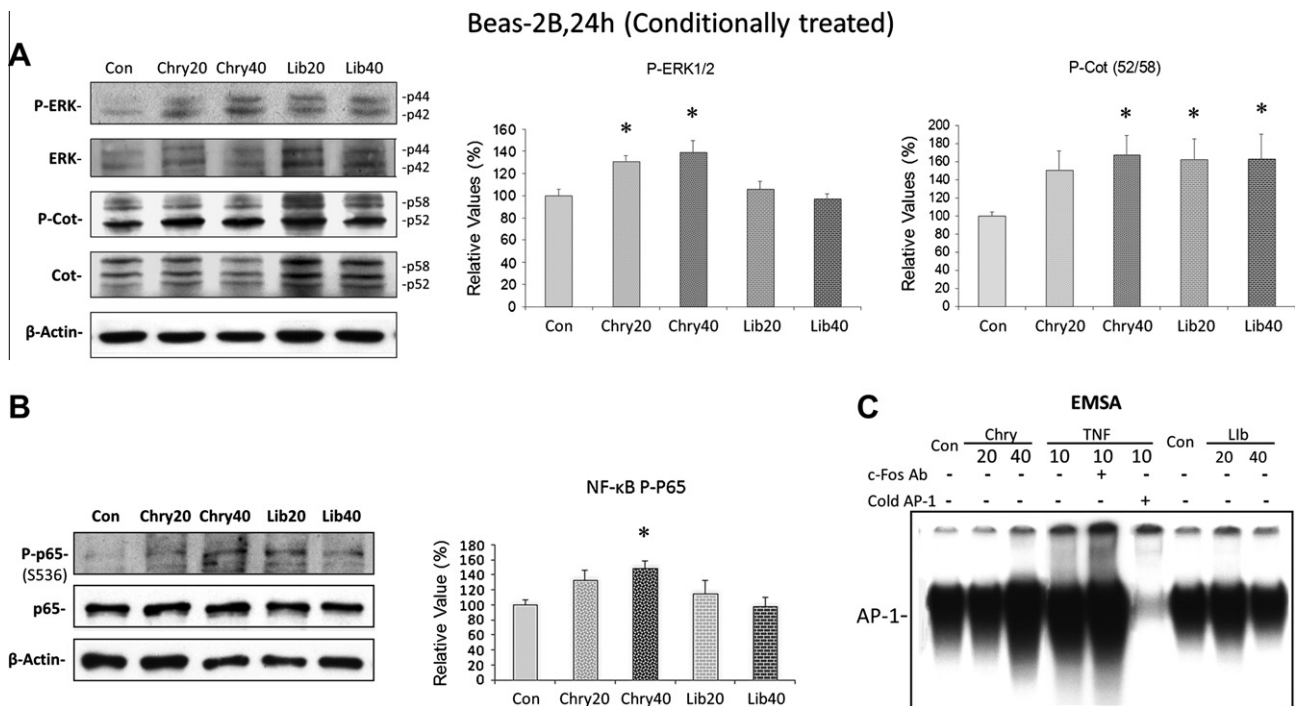 Beas-2B,24h (Conditionally treated)
A
Con Chry20 Chry40 Lib20 Lib40
P-ERK- -p44
-p42
ERK- -p44
-p42
P-Cot- -p58
-p52
Cot- -p58
-p52
β-Actin-
P-ERK1/2
Relative Values (%)
160
140
120
100
80
60
40
20
0
* *
Con Chry20 Chry40 Lib20 Lib40
P-Cot (52/58)
Relative Values (%)
200
180
160
140
120
100
80
60
40
20
0
* * *
Con Chry20 Chry40 Lib20 Lib40
B
Con Chry20 Chry40 Lib20 Lib40
P-p65-
(S536)
p65-
β-Actin-
NF-κB P-P65
Relative Value (%)
180
160
140
120
100
80
60
40
20
0
*
Con Chry20 Chry40 Lib20 Lib40
C
EMSA
Con Chry TNF Con LIb
20 40 10 10 10 20 40
c-Fos Ab - - - - + - - - -
Cold AP-1 - - - - - + - - -
AP-1-